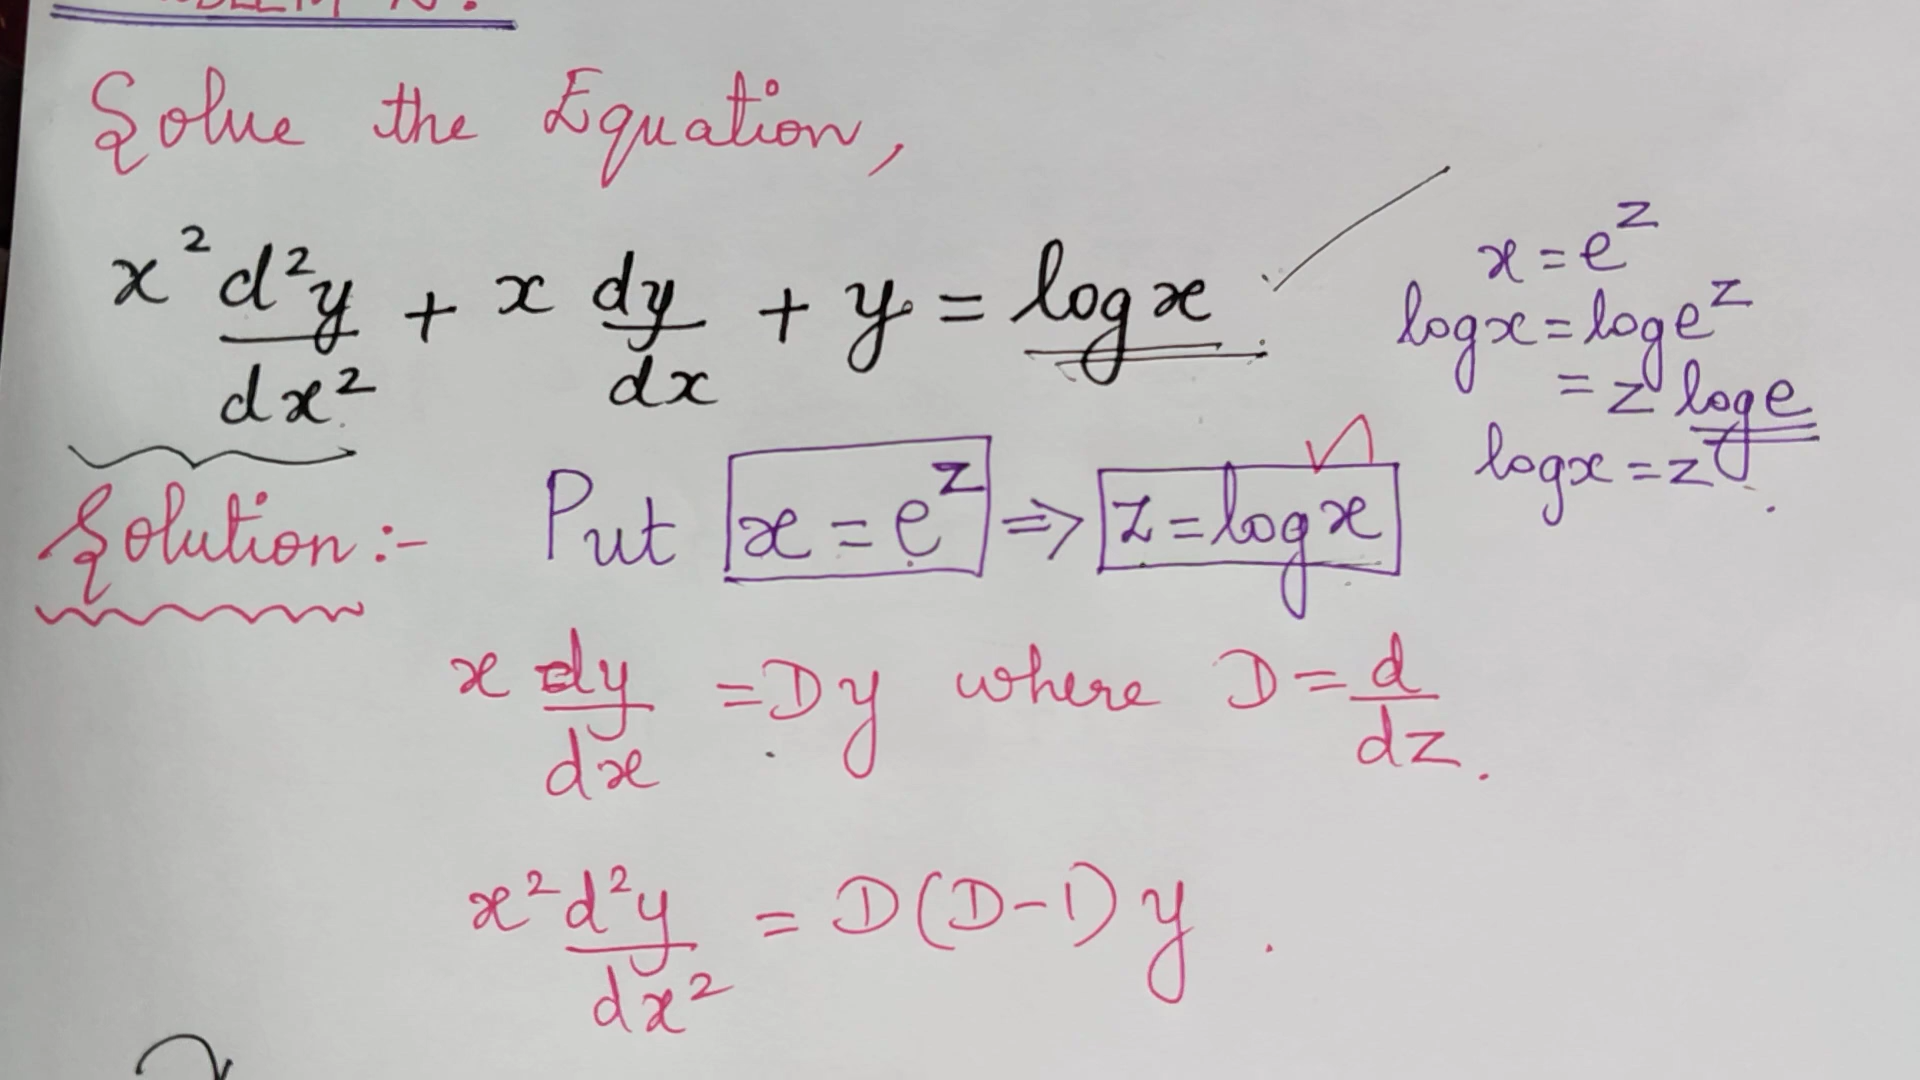 Solve the Equation,
x² d²y/dx² + x dy/dx + y = log x
x = e^z
log x = log e^z
= z log e
log x = z
Solution :- Put x = e^z ⇒ z = log x
x dy/dx = Dy where D = d/dz.
x² d²y/dx² = D(D-1)y.